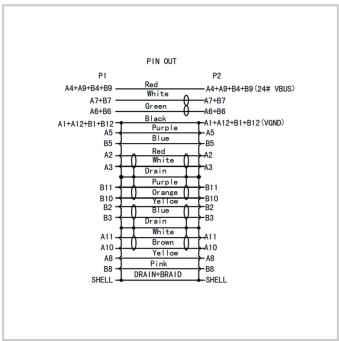 PIN OUT
P1 P2
A4+A9+B4+B9 Red A4+A9+B4+B9(24# VBUS)
A7+B7 White A7+B7
A6+B6 Green A6+B6
A1+A12+B1+B12 Black A1+A12+B1+B12(VGND)
A5 Purple A5
B5 Blue B5
A2 Red A2
A3 White A3
Drain
B11 Purple B11
B10 Orange B10
B2 Yellow B2
B3 Blue B3
Drain
A11 White A11
A10 Brown A10
A8 Yellow A8
B8 Pink B8
SHELL DRAIN+BRAID SHELL